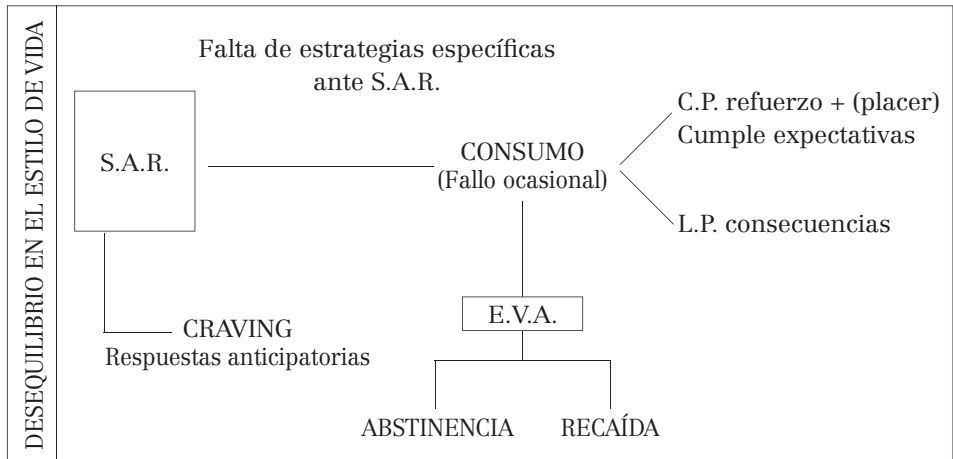 DESEQUILIBRIO EN EL ESTILO DE VIDA
Falta de estrategias específicas
ante S.A.R.
S.A.R.
CONSUMO
(Fallo ocasional)
C.P. refuerzo + (placer)
Cumple expectativas
L.P. consecuencias
CRAVING
Respuestas anticipatorias
E.V.A.
ABSTINENCIA
RECAÍDA